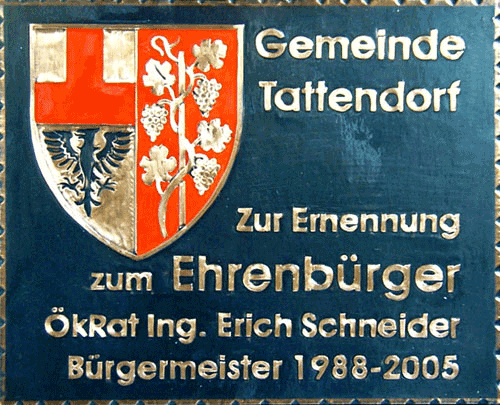 Gemeinde
Tattendorf
Zur Ernennung
zum Ehrenbürger
ÖkRat Ing. Erich Schneider
Bürgermeister 1988-2005